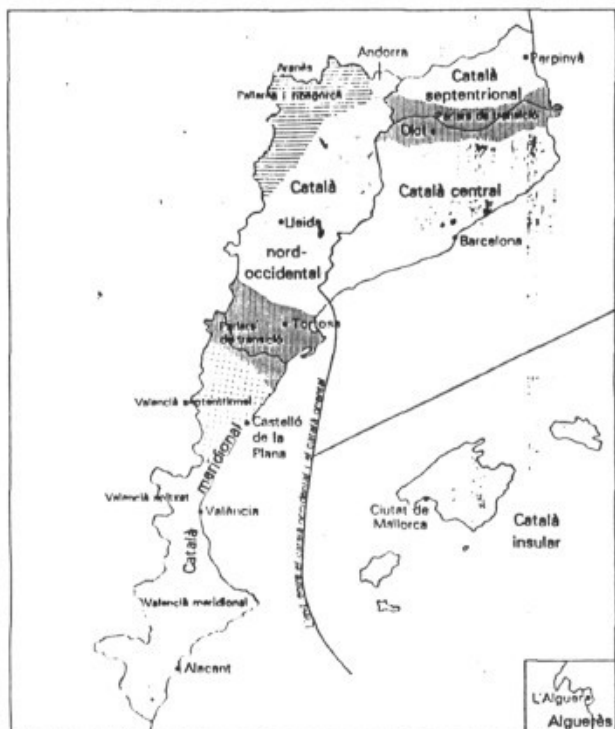 Andorra
Aranès
Perpinyà
Català
septentrional
Parlars de transició
Olot
Català
Català central
Lleida
Barcelona
nord-
occidental
Tortosa
Parlars
de transició
Valencià septentrional
Castelló
de la
Plana
meridional
Català
València
Ciutat de
Mallorca
Català
insular
Valencià meridional
Alacant
L'Alguer
Alguerès